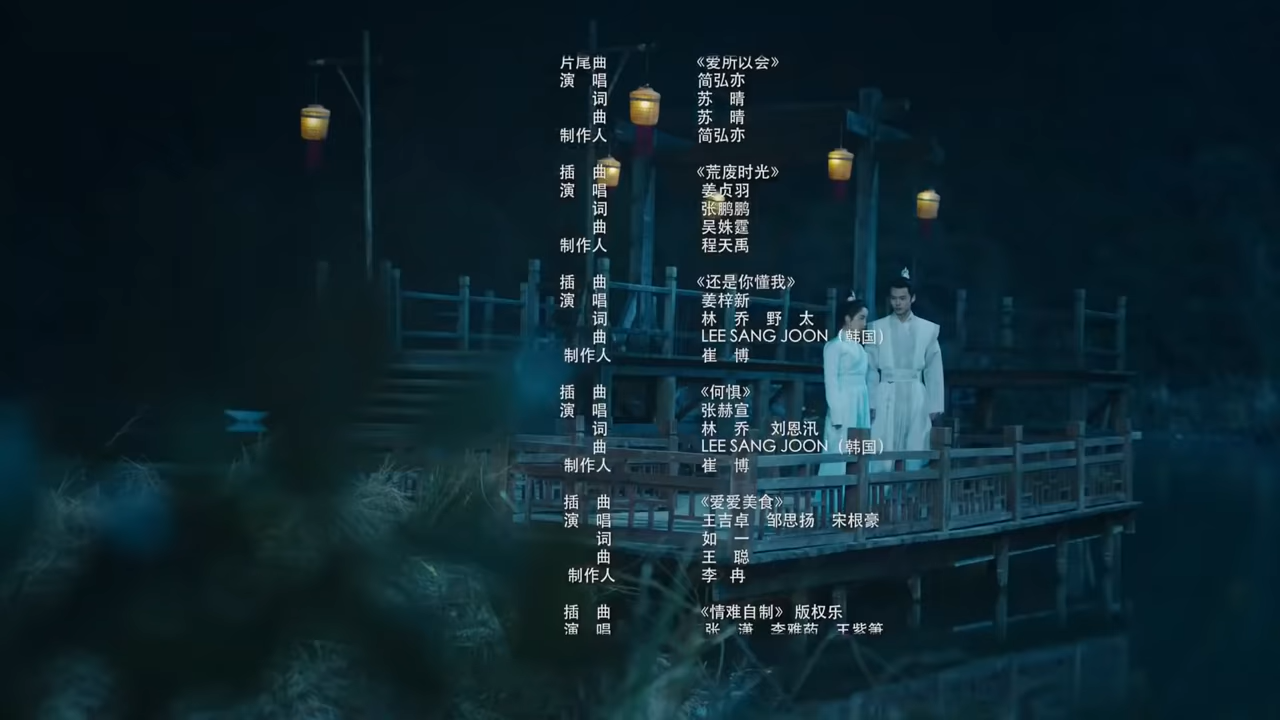 片尾曲 《爱所以会》
演 唱 简弘亦
词 苏 晴
曲 苏 晴
制作人 简弘亦
插 曲 《荒废时光》
演 唱 姜贞羽
词 张鹏鹏
曲 吴姝霆
制作人 程天禹
插 曲 《还是你懂我》
演 唱 姜梓新
词 林 乔 野 太
曲 LEE SANG JOON（韩国）
制作人 崔 博
插 曲 《何惧》
演 唱 张赫宣
词 林 乔 刘恩汛
曲 LEE SANG JOON（韩国）
制作人 崔 博
插 曲 《爱爱美食》
演 唱 王吉卓 邹思扬 宋根豪
词 如 一
曲 王 聪
制作人 李 冉
插 曲 《情难自制》 版权乐
演 唱 张 潇 李雅茹